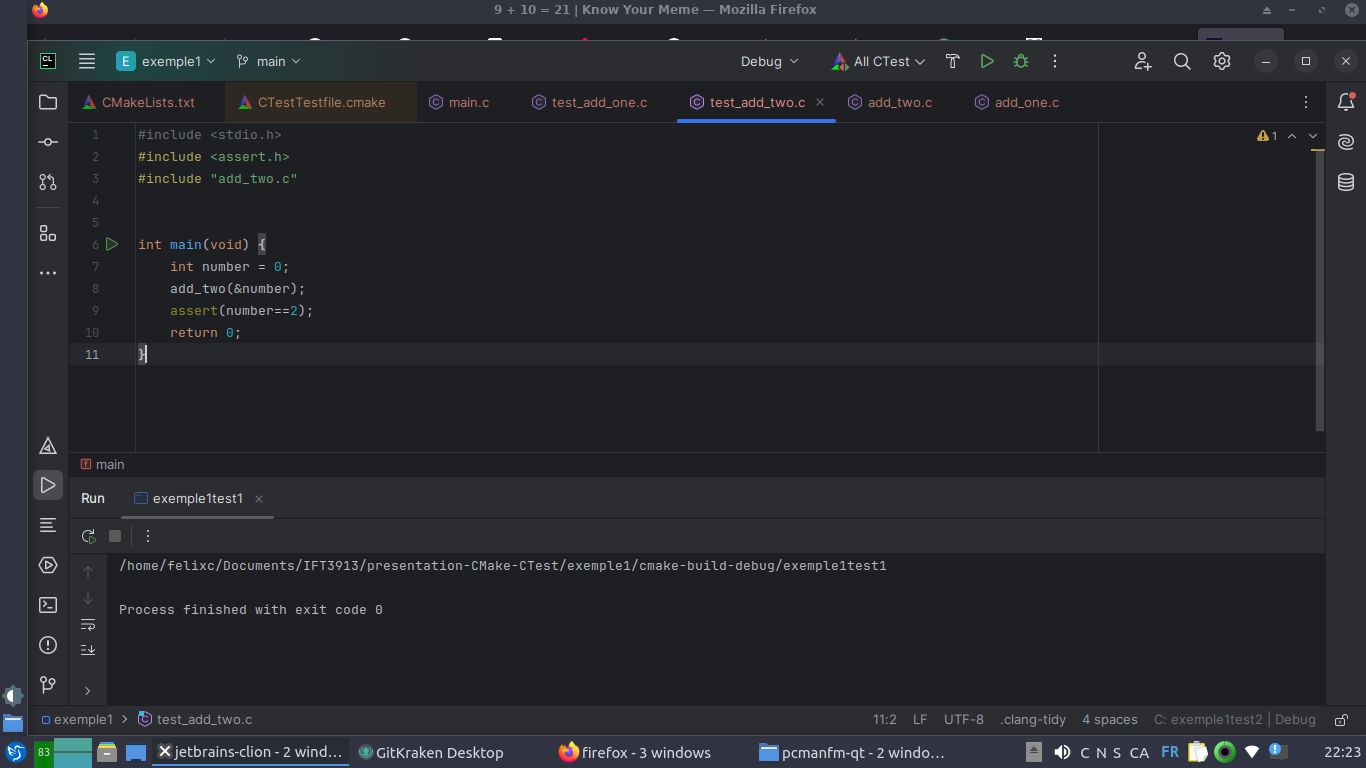 9 + 10 = 21 | Know Your Meme — Mozilla Firefox
CL
E exemple1
main
Debug
All CTest
CMakeLists.txt
CTestTestfile.cmake
main.c
test_add_one.c
test_add_two.c
add_two.c
add_one.c
1 #include <stdio.h>
2 #include <assert.h>
3 #include "add_two.c"
4
5
6 int main(void) {
7 int number = 0;
8 add_two(&number);
9 assert(number==2);
10 return 0;
11 }
1
f main
Run
exemple1test1
/home/felixc/Documents/IFT3913/presentation-CMake-CTest/exemple1/cmake-build-debug/exemple1test1
Process finished with exit code 0
exemple1 > test_add_two.c
11:2 LF UTF-8 .clang-tidy 4 spaces C: exemple1test2 | Debug
83
jetbrains-clion - 2 wind...
GitKraken Desktop
firefox - 3 windows
pcmanfm-qt - 2 windo...
C N S CA FR
22:23